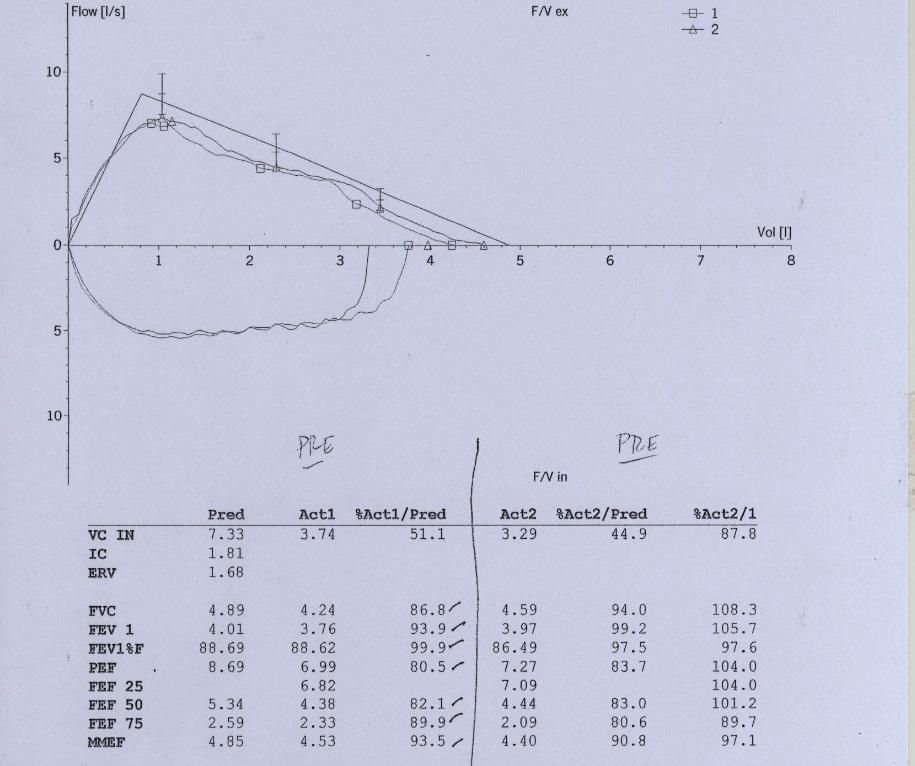 Flow [l/s] F/V ex 1
2
10
5
0 Vol [l]
1 2 3 4 5 6 7 8
5
10
PRE PRE
F/V in
Pred Act1 %Act1/Pred Act2 %Act2/Pred %Act2/1
VC IN 7.33 3.74 51.1 3.29 44.9 87.8
IC 1.81
ERV 1.68
FVC 4.89 4.24 86.8 4.59 94.0 108.3
FEV 1 4.01 3.76 93.9 3.97 99.2 105.7
FEV1%F 88.69 88.62 99.9 86.49 97.5 97.6
PEF 8.69 6.99 80.5 7.27 83.7 104.0
FEF 25 6.82 7.09 104.0
FEF 50 5.34 4.38 82.1 4.44 83.0 101.2
FEF 75 2.59 2.33 89.9 2.09 80.6 89.7
MMEF 4.85 4.53 93.5 4.40 90.8 97.1